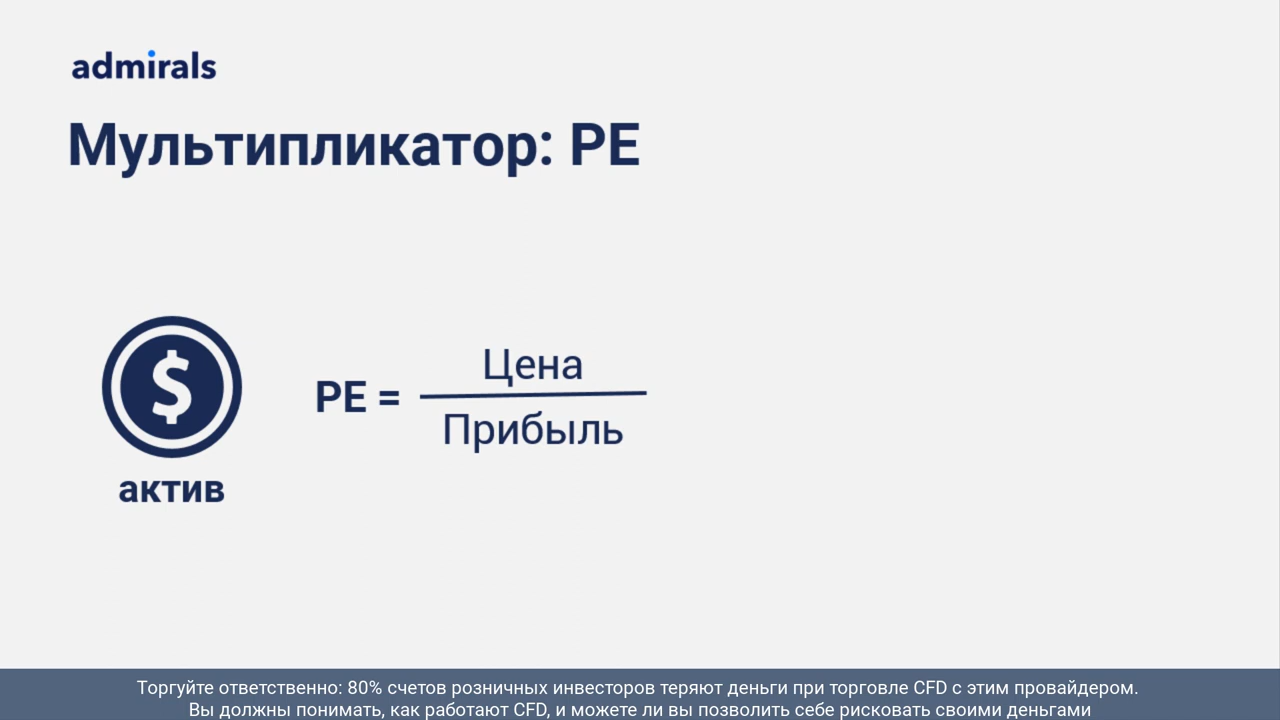 admirals
Мультипликатор: PE
$
PE =
Цена
Прибыль
актив
Торгуйте ответственно: 80% счетов розничных инвесторов теряют деньги при торговле CFD с этим провайдером.
Вы должны понимать, как работают CFD, и можете ли вы позволить себе рисковать своими деньгами